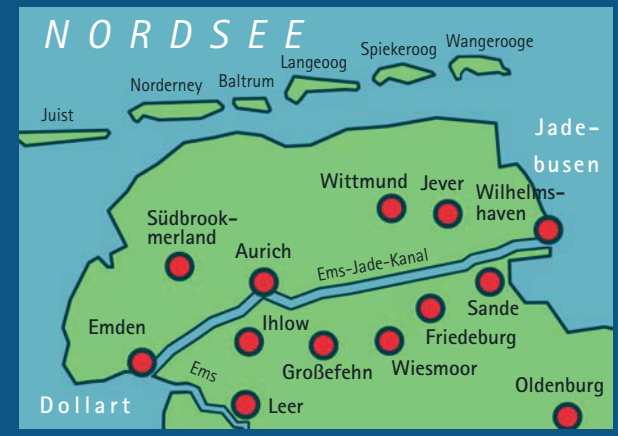 NORDSEE
Spiekeroog
Wangerooge
Langeoog
Baltrum
Norderney
Juist
Jade-
busen
Wittmund
Jever
Wilhelms-
haven
Südbrook-
merland
Aurich
Ems-Jade-Kanal
Sande
Emden
Ihlow
Friedeburg
Großefehn
Wiesmoor
Ems
Oldenburg
Dollart
Leer